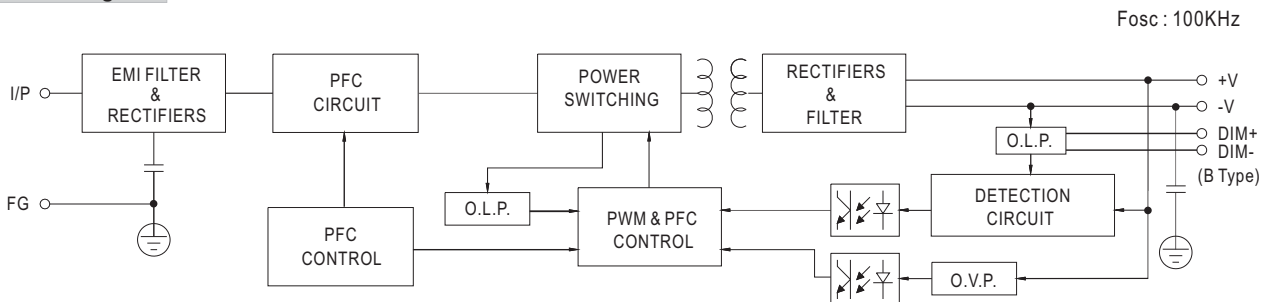 Fosc : 100KHz
I/P
EMI FILTER
&
RECTIFIERS
PFC
CIRCUIT
POWER
SWITCHING
RECTIFIERS
&
FILTER
+V
-V
O.L.P.
DIM+
DIM-
(B Type)
FG
O.L.P.
PFC
CONTROL
PWM & PFC
CONTROL
DETECTION
CIRCUIT
O.V.P.